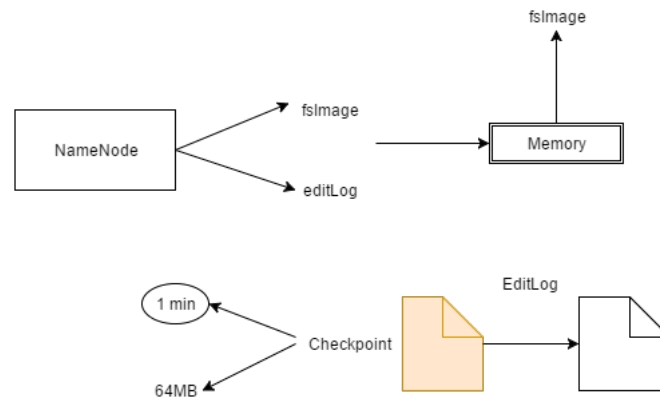 fsImage
fsImage
NameNode
Memory
editLog
EditLog
1 min
Checkpoint
64MB